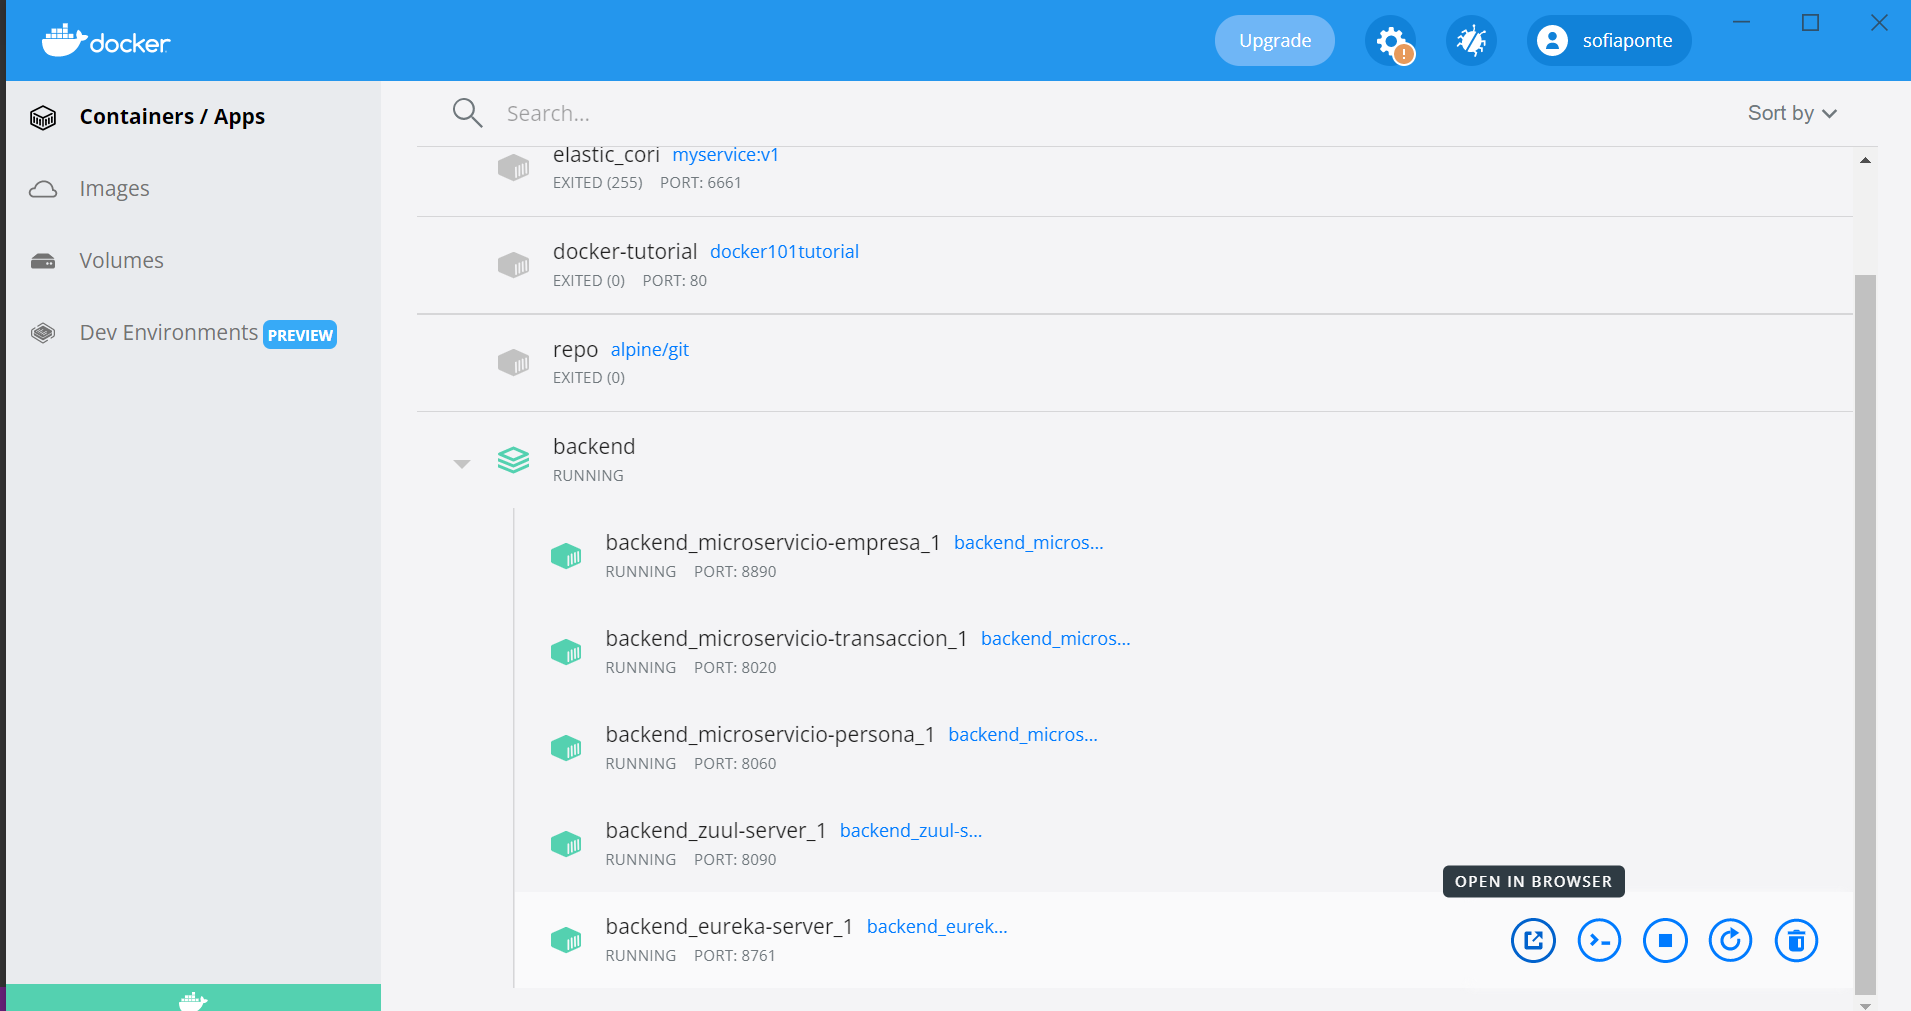 docker
Upgrade
!
sofiaponte
Containers / Apps
Images
Volumes
Dev Environments PREVIEW
Search...
Sort by
elastic_cori myservice:v1
EXITED (255) PORT: 6661
docker-tutorial docker101tutorial
EXITED (0) PORT: 80
repo alpine/git
EXITED (0)
backend
RUNNING
backend_microservicio-empresa_1 backend_micros...
RUNNING PORT: 8890
backend_microservicio-transaccion_1 backend_micros...
RUNNING PORT: 8020
backend_microservicio-persona_1 backend_micros...
RUNNING PORT: 8060
backend_zuul-server_1 backend_zuul-s...
RUNNING PORT: 8090
OPEN IN BROWSER
backend_eureka-server_1 backend_eurek...
RUNNING PORT: 8761